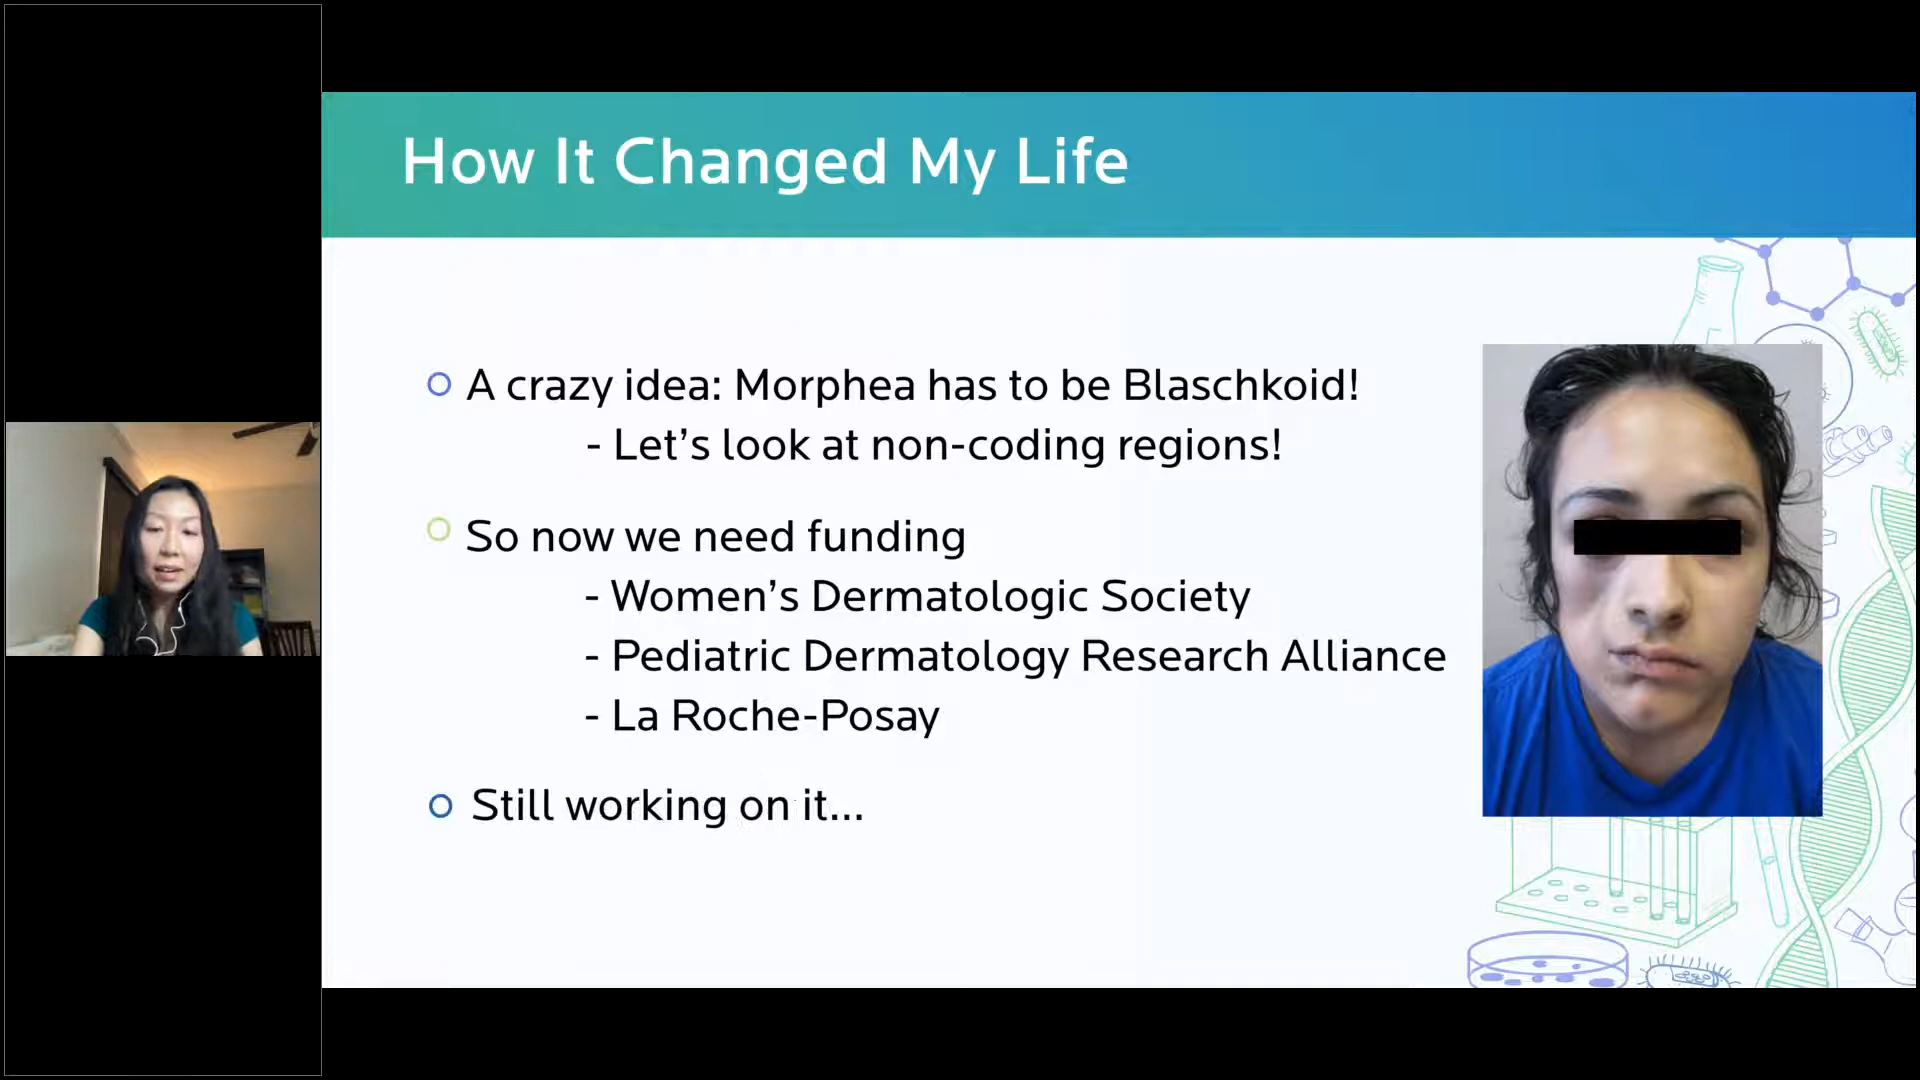 How It Changed My Life
A crazy idea: Morphea has to be Blaschkoid!
- Let's look at non-coding regions!
So now we need funding
- Women's Dermatologic Society
- Pediatric Dermatology Research Alliance
- La Roche-Posay
Still working on it...